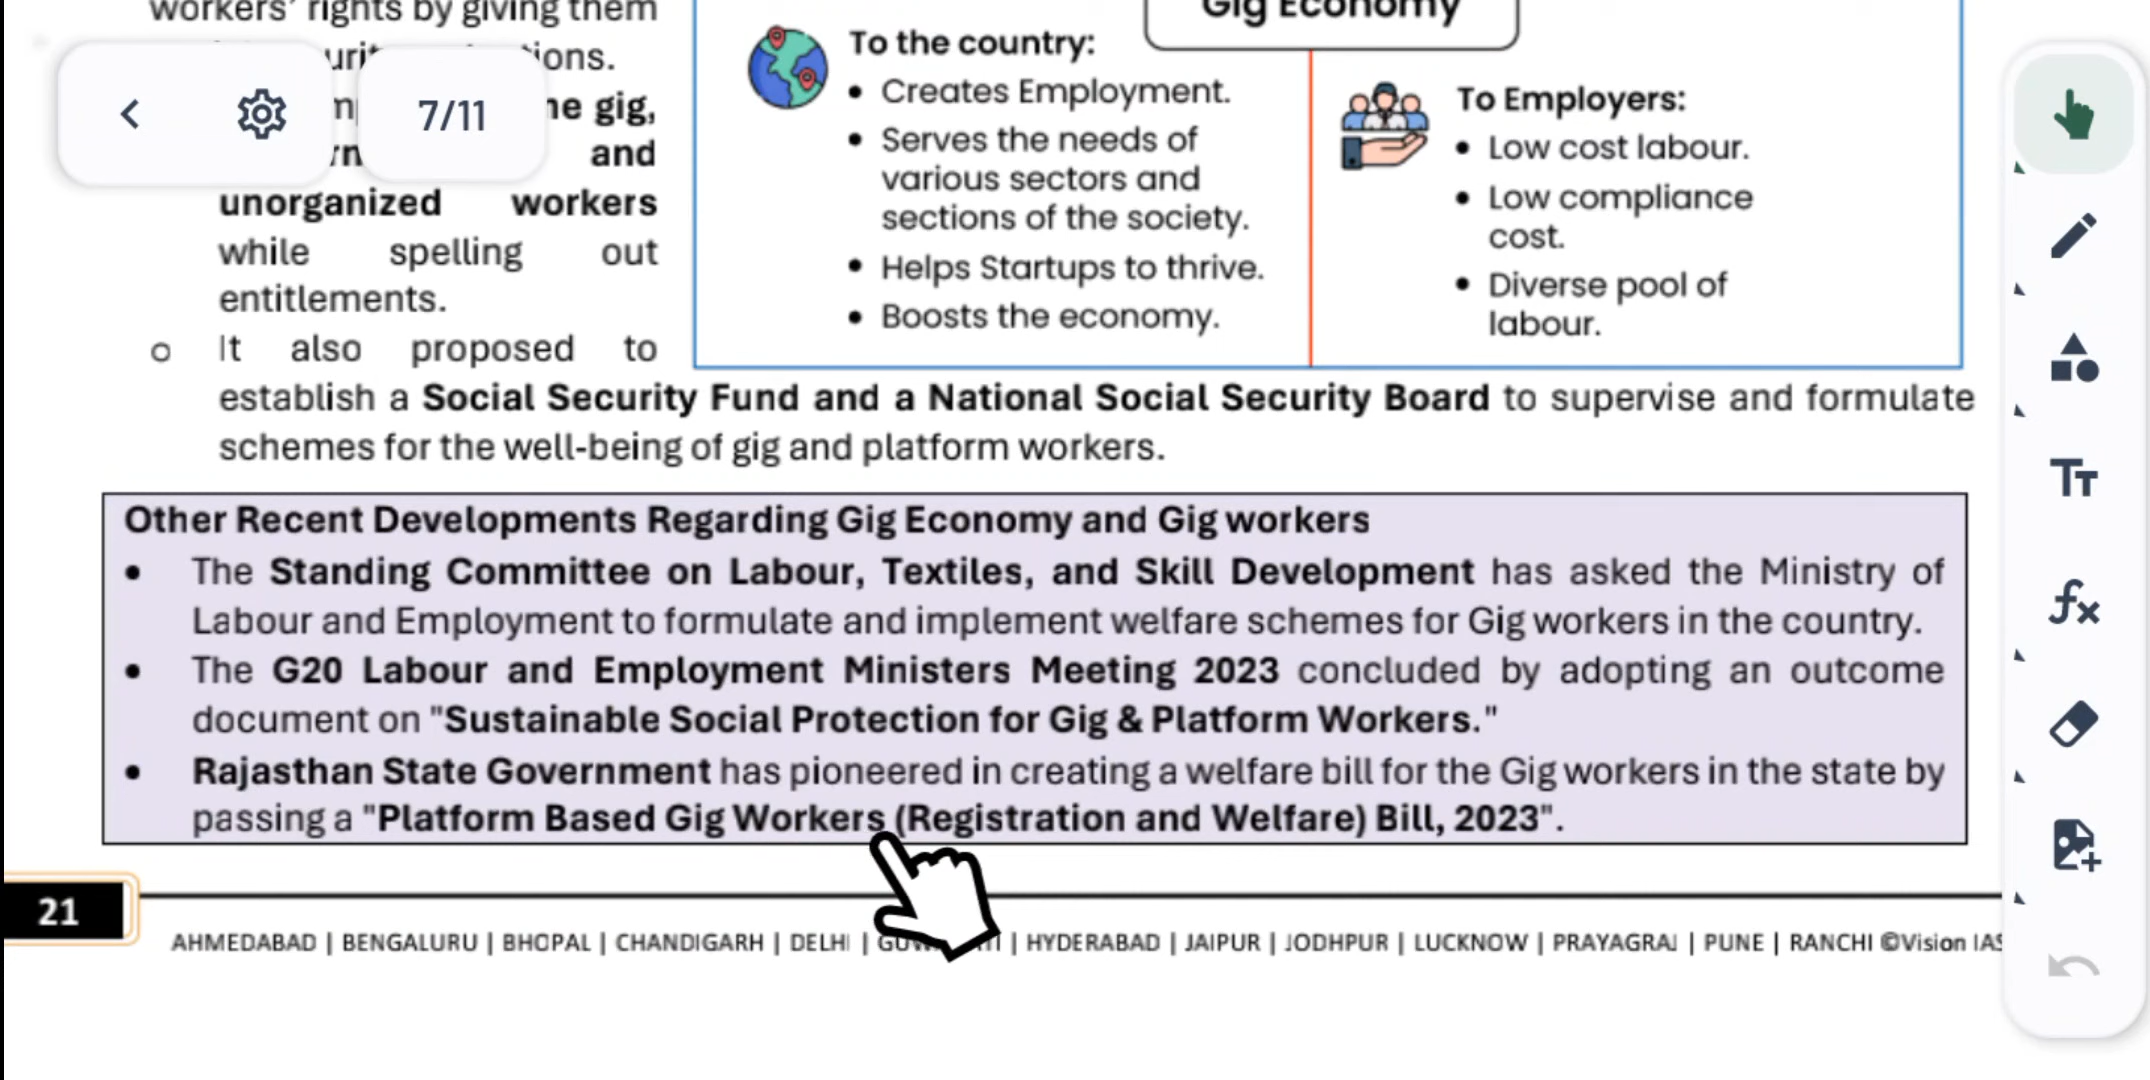 workers' rights by giving them
ions.
gig,
and
unorganized workers
while spelling out
entitlements.
o It also proposed to
establish a Social Security Fund and a National Social Security Board to supervise and formulate
schemes for the well-being of gig and platform workers.
7/11
Gig Economy
To the country:
• Creates Employment.
• Serves the needs of
various sectors and
sections of the society.
• Helps Startups to thrive.
• Boosts the economy.
To Employers:
• Low cost labour.
• Low compliance
cost.
• Diverse pool of
labour.
Other Recent Developments Regarding Gig Economy and Gig workers
• The Standing Committee on Labour, Textiles, and Skill Development has asked the Ministry of
Labour and Employment to formulate and implement welfare schemes for Gig workers in the country.
• The G20 Labour and Employment Ministers Meeting 2023 concluded by adopting an outcome
document on "Sustainable Social Protection for Gig & Platform Workers."
• Rajasthan State Government has pioneered in creating a welfare bill for the Gig workers in the state by
passing a "Platform Based Gig Workers (Registration and Welfare) Bill, 2023".
21
AHMEDABAD | BENGALURU | BHOPAL | CHANDIGARH | DELHI | | HYDERABAD | JAIPUR | JODHPUR | LUCKNOW | PRAYAGRAJ | PUNE | RANCHI ©Vision IAS
Tт
fx